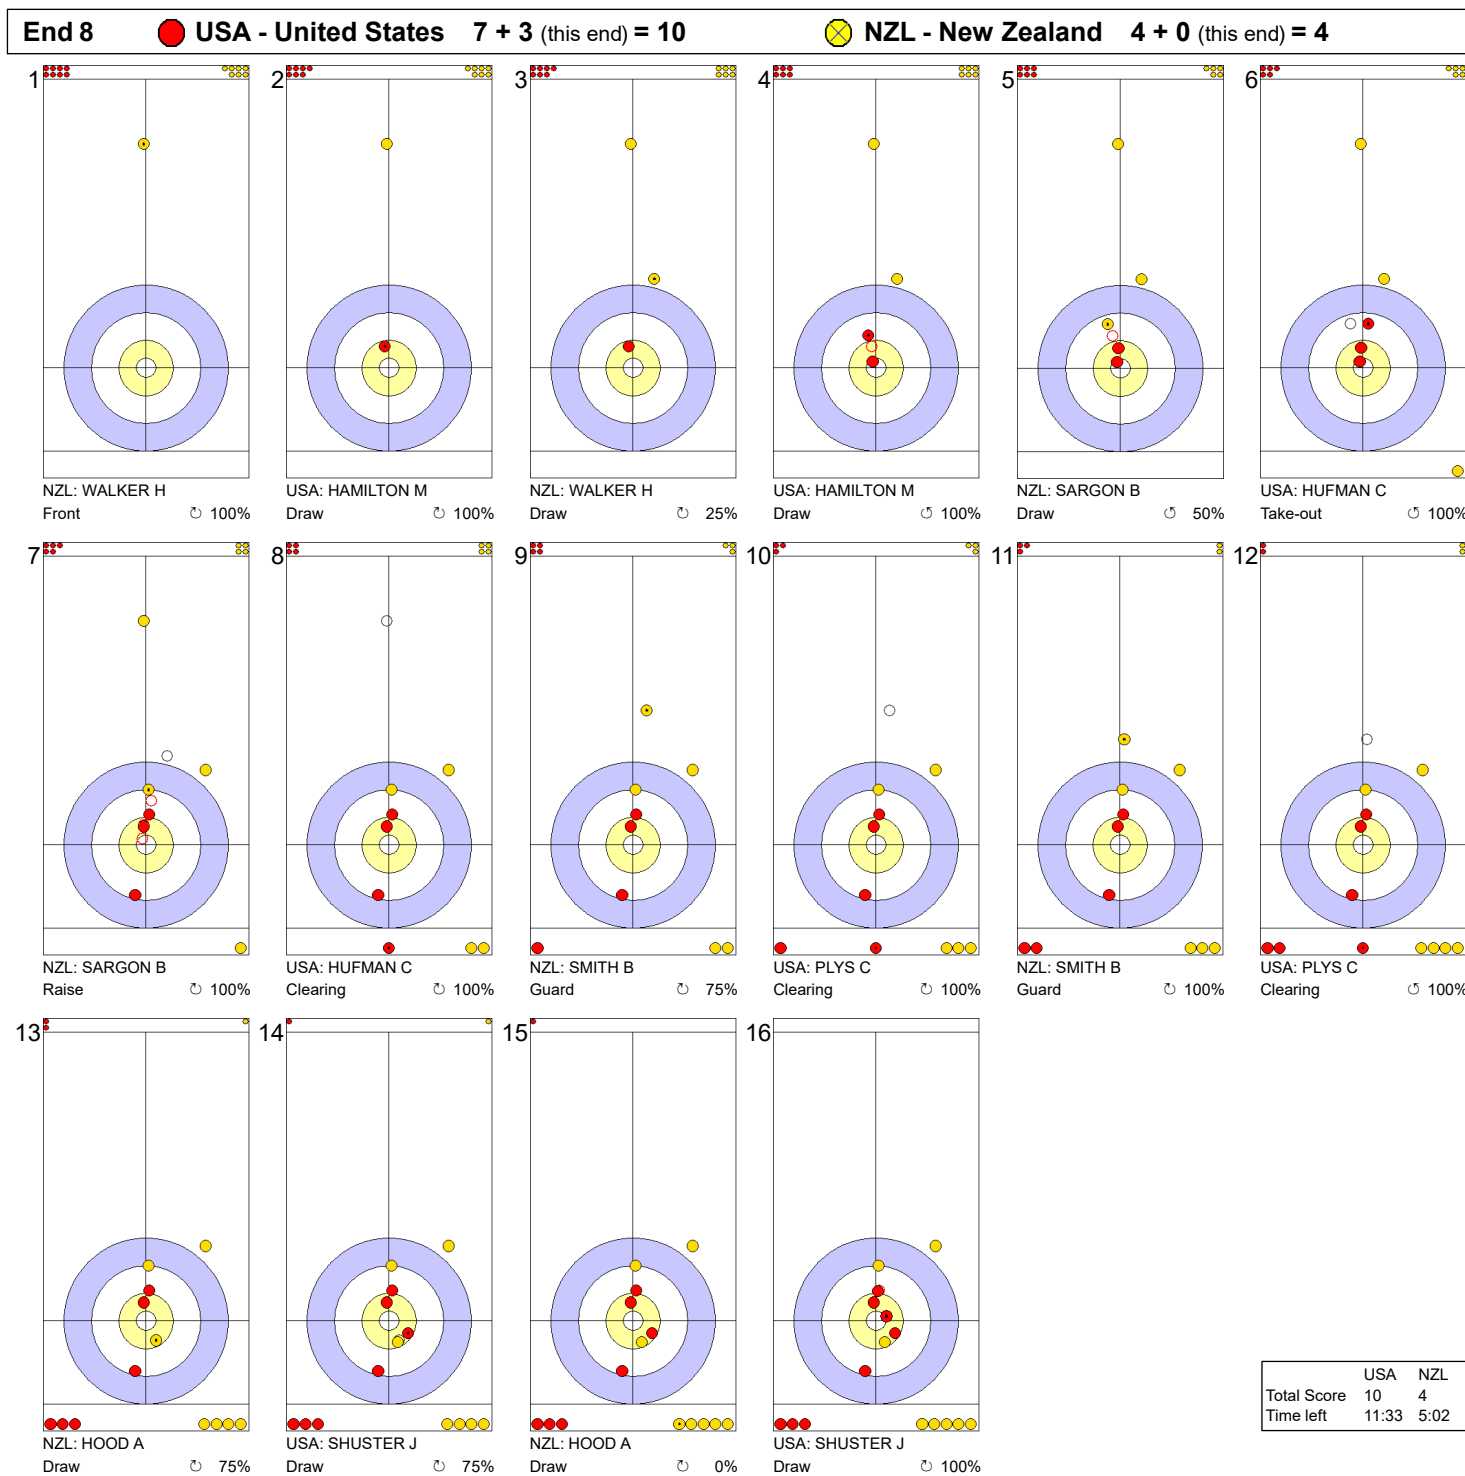 End 8 USA - United States 7 + 3 (this end) = 10 NZL - New Zealand 4 + 0 (this end) = 4
1 2 3 4 5 6
NZL: WALKER H USA: HAMILTON M NZL: WALKER H USA: HAMILTON M NZL: SARGON B USA: HUFMAN C
Front ↻ 100% Draw ↻ 100% Draw ↻ 25% Draw ↺ 100% Draw ↺ 50% Take-out ↺ 100%
7 8 9 10 11 12
NZL: SARGON B USA: HUFMAN C NZL: SMITH B USA: PLYS C NZL: SMITH B USA: PLYS C
Raise ↻ 100% Clearing ↻ 100% Guard ↻ 75% Clearing ↺ 100% Guard ↻ 100% Clearing ↺ 100%
13 14 15 16
NZL: HOOD A USA: SHUSTER J NZL: HOOD A USA: SHUSTER J
Draw ↻ 75% Draw ↻ 75% Draw ↻ 0% Draw ↻ 100%
USA NZL
Total Score 10 4
Time left 11:33 5:02